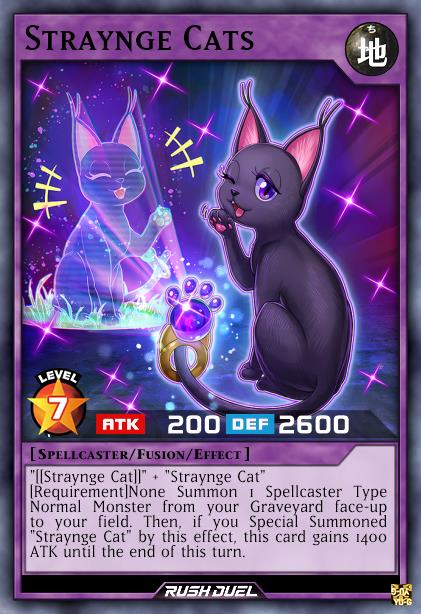 Straynge Cats
ち
地
LEVEL
7
ATK 200 DEF 2600
[ Spellcaster/Fusion/Effect ]
"[[Straynge Cat]]" + "Straynge Cat"
[Requirement]None Summon 1 Spellcaster Type
Normal Monster from your Graveyard face-up
to your field. Then, if you Special Summoned
"Straynge Cat" by this effect, this card gains 1400
ATK until the end of this turn.
RUSH DUEL